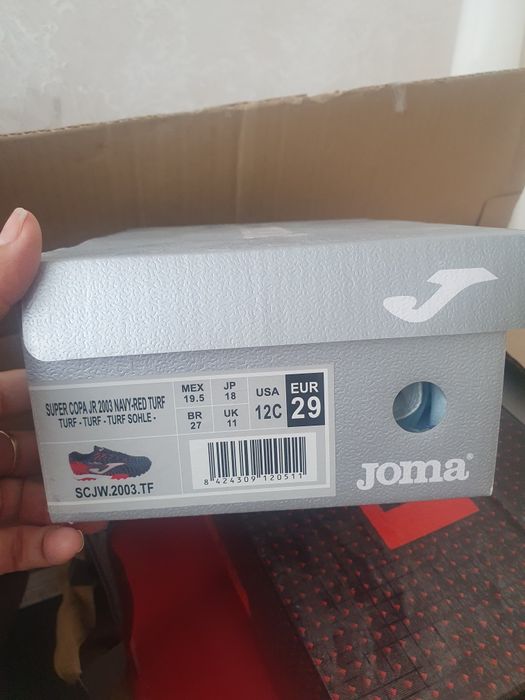 SUPER COPA JR 2003 NAVY-RED TURF
TURF - TURF - TURF SOHLE -
SCJW.2003.TF
MEX
19.5
JP
18
BR
27
UK
11
USA
12C
EUR
29
8 424309 120511
Joma®